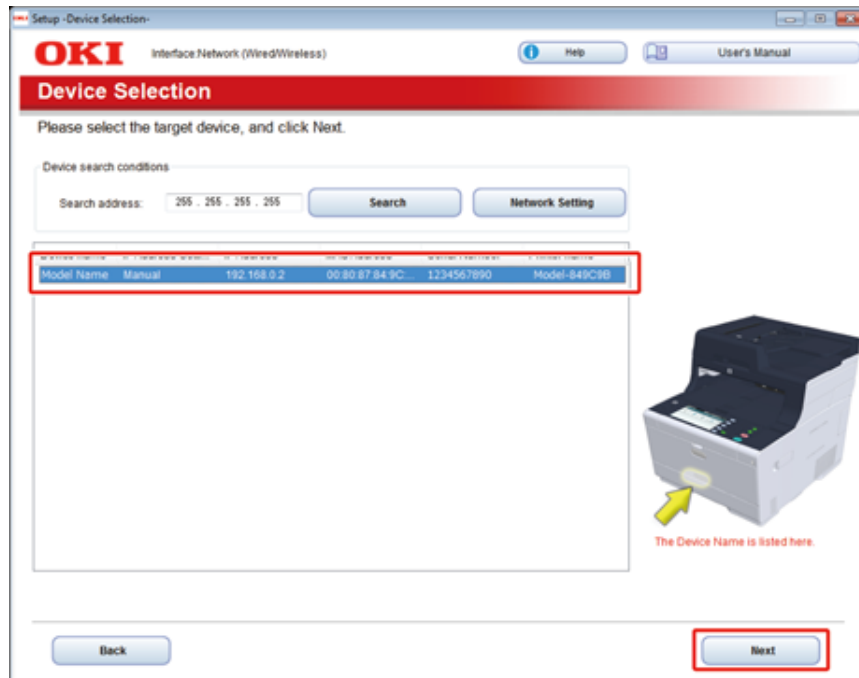 OKI Setup -Device Selection-
OKI Interface:Network (Wired/Wireless) Help User's Manual
Device Selection
Please select the target device, and click Next.
Device search conditions
Search address: 255 . 255 . 255 . 255 Search Network Setting
Model Name Manual 192.168.0.2 00:80:87:84:9C:... 1234567890 Model-849C9B
The Device Name is listed here.
Back Next